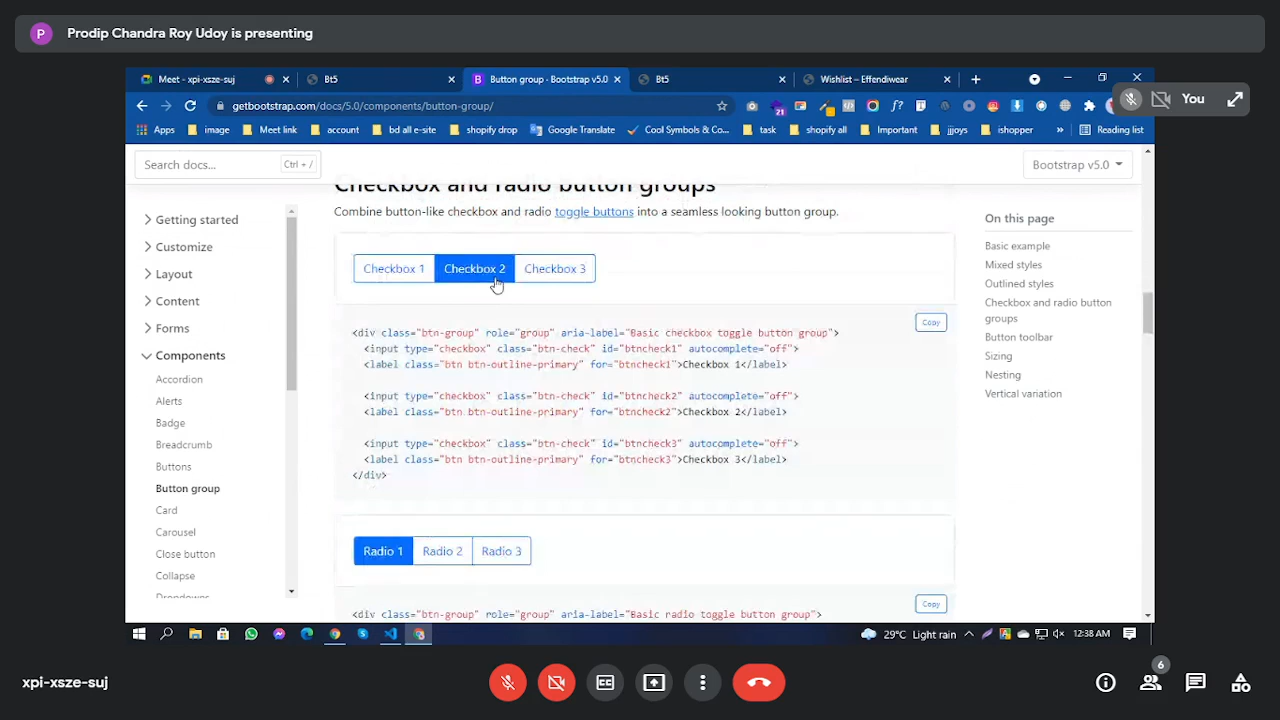 P Prodip Chandra Roy Udoy is presenting
Meet - xpi-xsze-suj
Bt5
Button group · Bootstrap v5.0
Bt5
Wishlist – Effendiwear
getbootstrap.com/docs/5.0/components/button-group/
21
You
Apps image Meet link account bd all e-site shopify drop Google Translate Cool Symbols & Co... task shopify all Important jjjoys ishopper » Reading list
Search docs... Ctrl + /
Bootstrap v5.0
Getting started
Customize
Layout
Content
Forms
Components
Accordion
Alerts
Badge
Breadcrumb
Buttons
Button group
Card
Carousel
Close button
Collapse
Dropdowns
Checkbox and radio button groups
Combine button-like checkbox and radio toggle buttons into a seamless looking button group.
Checkbox 1 Checkbox 2 Checkbox 3
Copy
<div class="btn-group" role="group" aria-label="Basic checkbox toggle button group">
<input type="checkbox" class="btn-check" id="btncheck1" autocomplete="off">
<label class="btn btn-outline-primary" for="btncheck1">Checkbox 1</label>
<input type="checkbox" class="btn-check" id="btncheck2" autocomplete="off">
<label class="btn btn-outline-primary" for="btncheck2">Checkbox 2</label>
<input type="checkbox" class="btn-check" id="btncheck3" autocomplete="off">
<label class="btn btn-outline-primary" for="btncheck3">Checkbox 3</label>
</div>
Radio 1 Radio 2 Radio 3
Copy
<div class="btn-group" role="group" aria-label="Basic radio toggle button group">
On this page
Basic example
Mixed styles
Outlined styles
Checkbox and radio button
groups
Button toolbar
Sizing
Nesting
Vertical variation
29°C Light rain 12:38 AM
xpi-xsze-suj
6